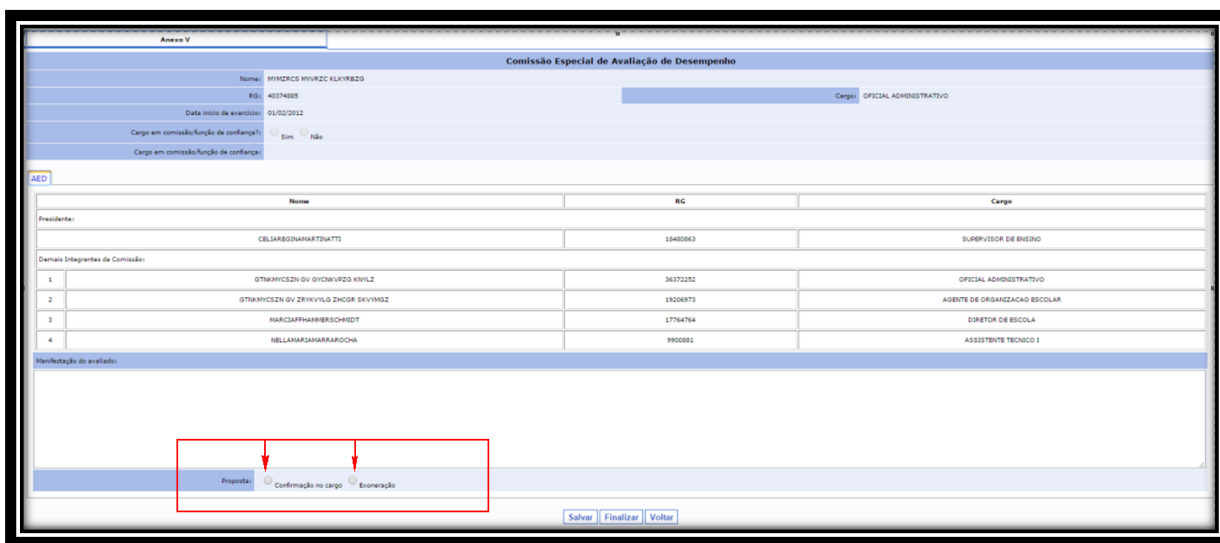 Anexo V
Comissão Especial de Avaliação de Desempenho
Nome: MYMZRCS MYVRZC KLKYRBZG
RG: 40374885 Cargo: OFICIAL ADMINISTRATIVO
Data início de exercício: 01/02/2012
Cargo em comissão/função de confiança?: Sim Não
Cargo em comissão/função de confiança:
AED
Nome RG Cargo
Presidente:
CELIAREGINAMARTINATTI 18480863 SUPERVISOR DE ENSINO
Demais Integrantes da Comissão:
1 GTNKMYCSZN GV GYCNKVPZG KNYLZ 36372252 OFICIAL ADMINISTRATIVO
2 GTNKMYCSZN GV ZRYKVYLG ZHCGR SKVYMGZ 19206973 AGENTE DE ORGANIZACAO ESCOLAR
3 MARCIAFFHAMMERSCHMIDT 17764764 DIRETOR DE ESCOLA
4 NELLAMARIAMARRAROCHA 9900881 ASSISTENTE TECNICO I
Manifestação do avaliado:
Proposta: Confirmação no cargo Exoneração
Salvar Finalizar Voltar